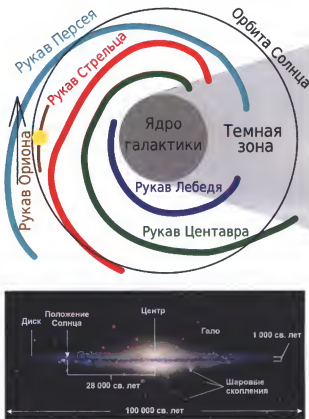 Рукав Персея
Орбита Солнца
Рукав Стрельца
Рукав Ориона
Ядро
галактики
Темная
зона
Рукав Лебедя
Рукав Центавра
Положение
Солнца
Центр
Диск
Гало
1 000 св. лет
28 000 св. лет
Шаровые
скопления
100 000 св. лет